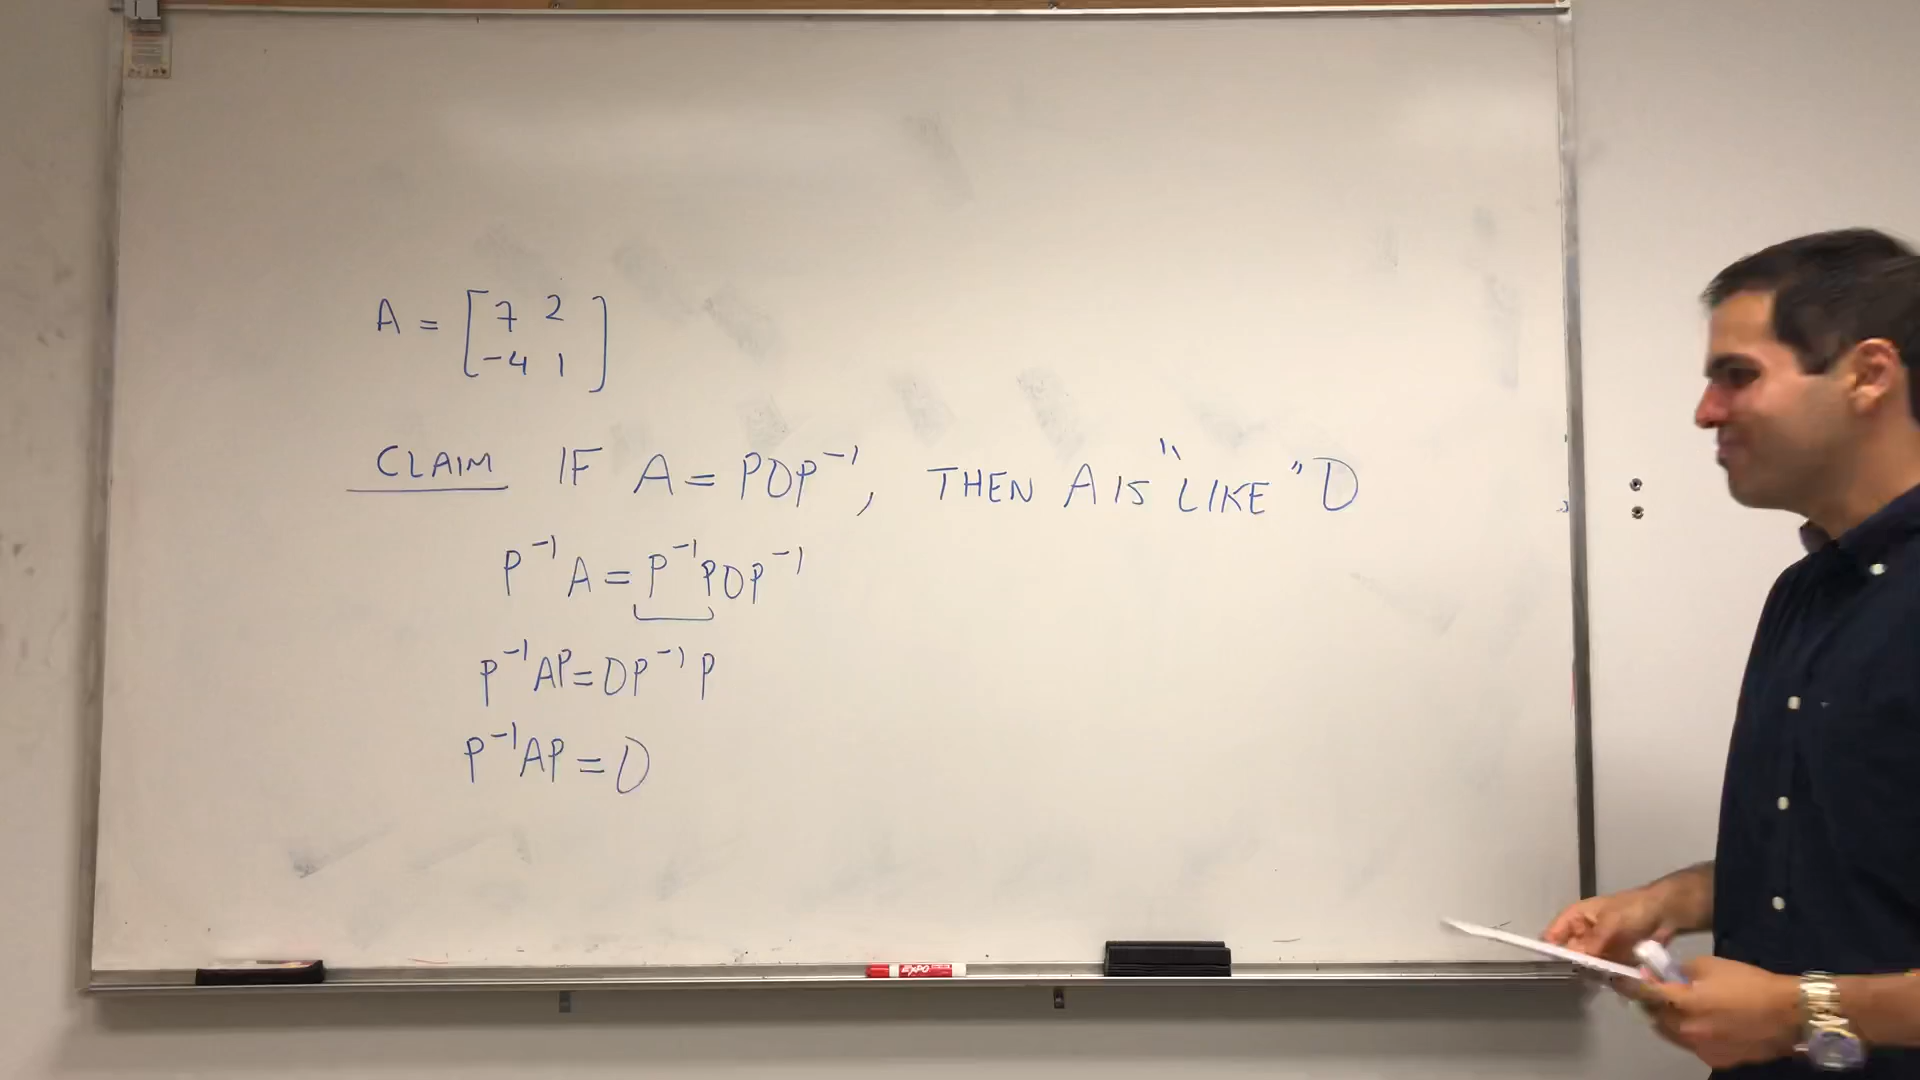 A = [7 2
-4 1]
CLAIM IF A = PDP⁻¹, THEN A IS "LIKE" D
P⁻¹A = P⁻¹PDP⁻¹
P⁻¹AP = DP⁻¹P
P⁻¹AP = D
EXPO